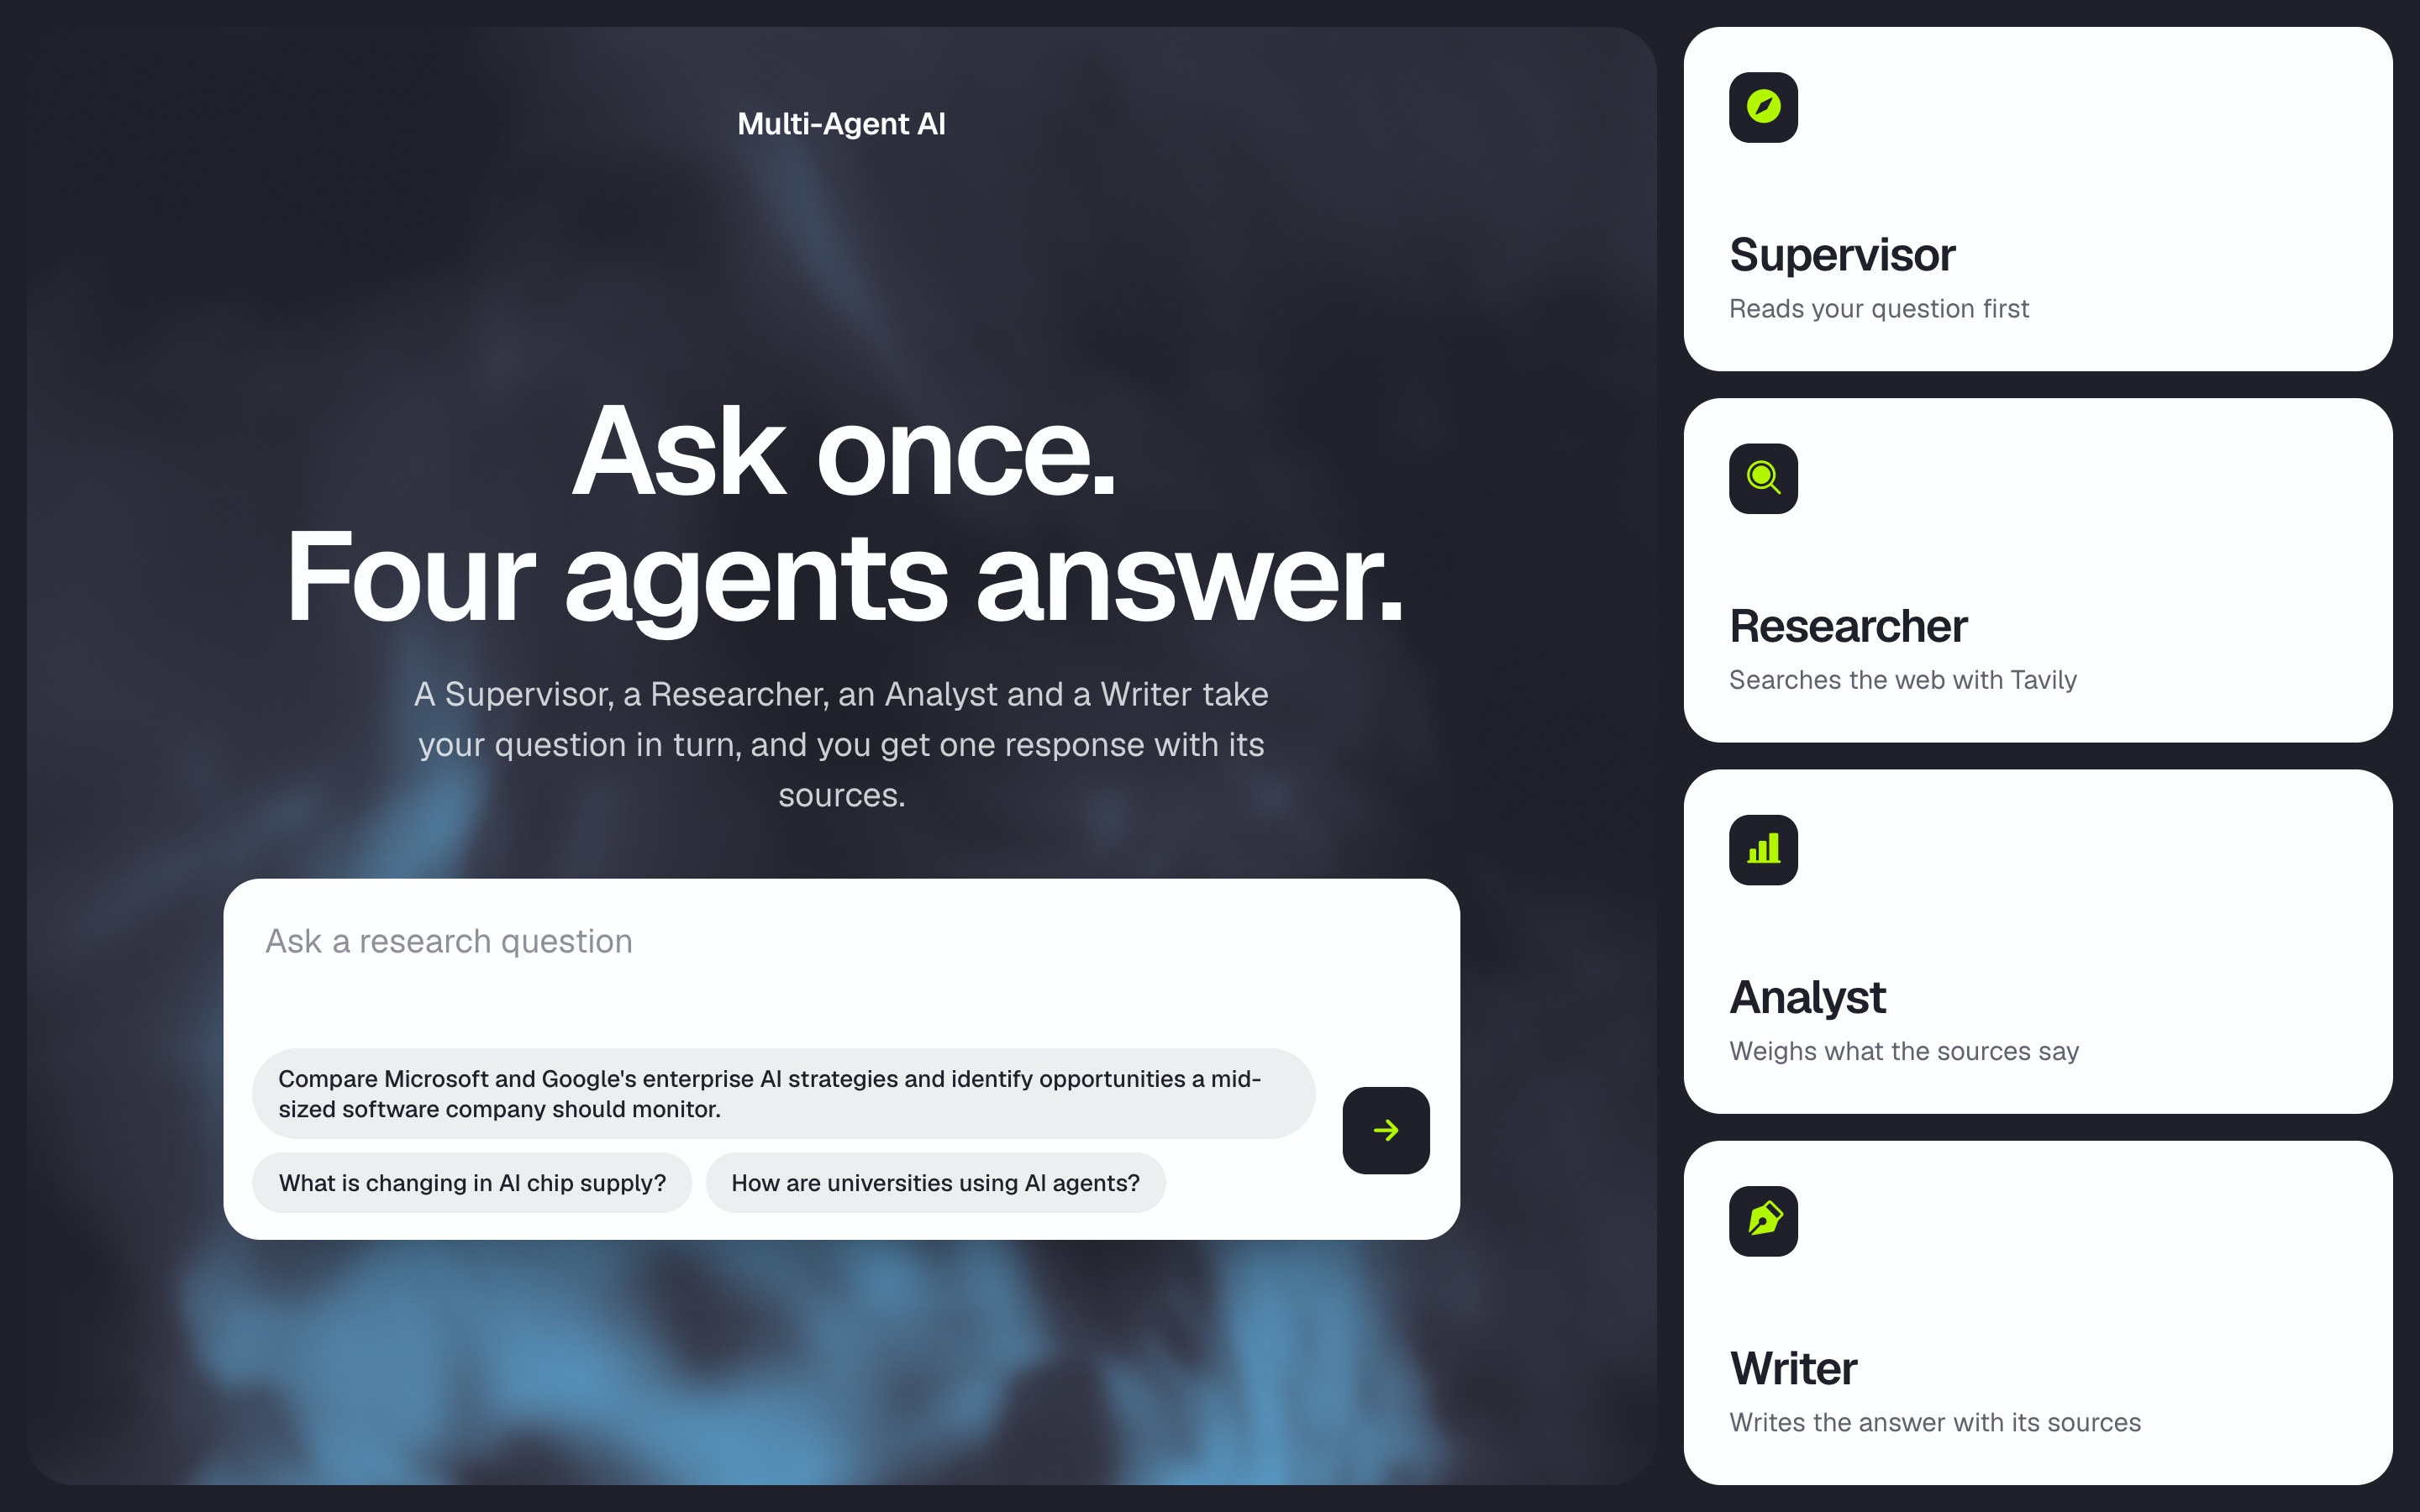 Multi-Agent AI
Ask once.
Four agents answer.
A Supervisor, a Researcher, an Analyst and a Writer take
your question in turn, and you get one response with its
sources.
Ask a research question
Compare Microsoft and Google's enterprise AI strategies and identify opportunities a mid-
sized software company should monitor.
What is changing in AI chip supply?
How are universities using AI agents?
Supervisor
Reads your question first
Researcher
Searches the web with Tavily
Analyst
Weighs what the sources say
Writer
Writes the answer with its sources